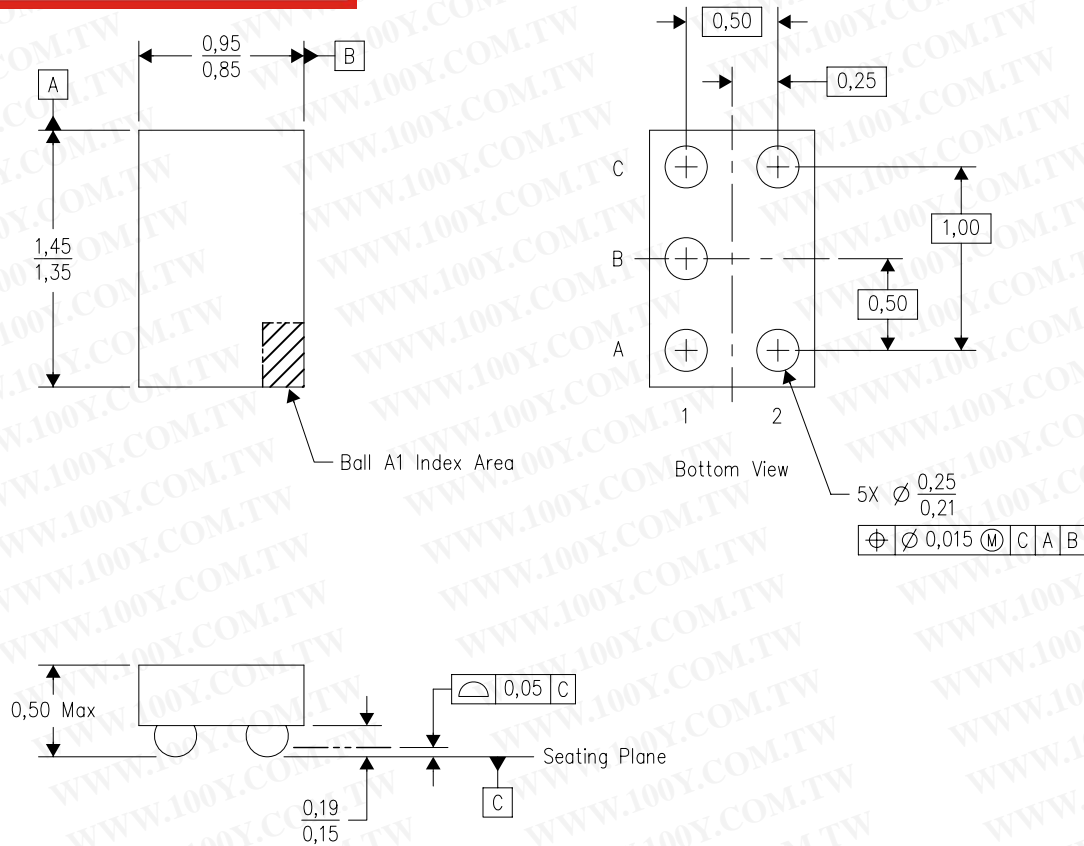 0,95
0,85
B
A
1,45
1,35
Ball A1 Index Area
0,50
0,25
C
B
A
1,00
0,50
1 2
Bottom View
5X Ø 0,25
0,21
⌖ Ø 0,015 Ⓜ C A B
0,50 Max
⌓ 0,05 C
Seating Plane
C
0,19
0,15
WWW.100Y.COM.TW